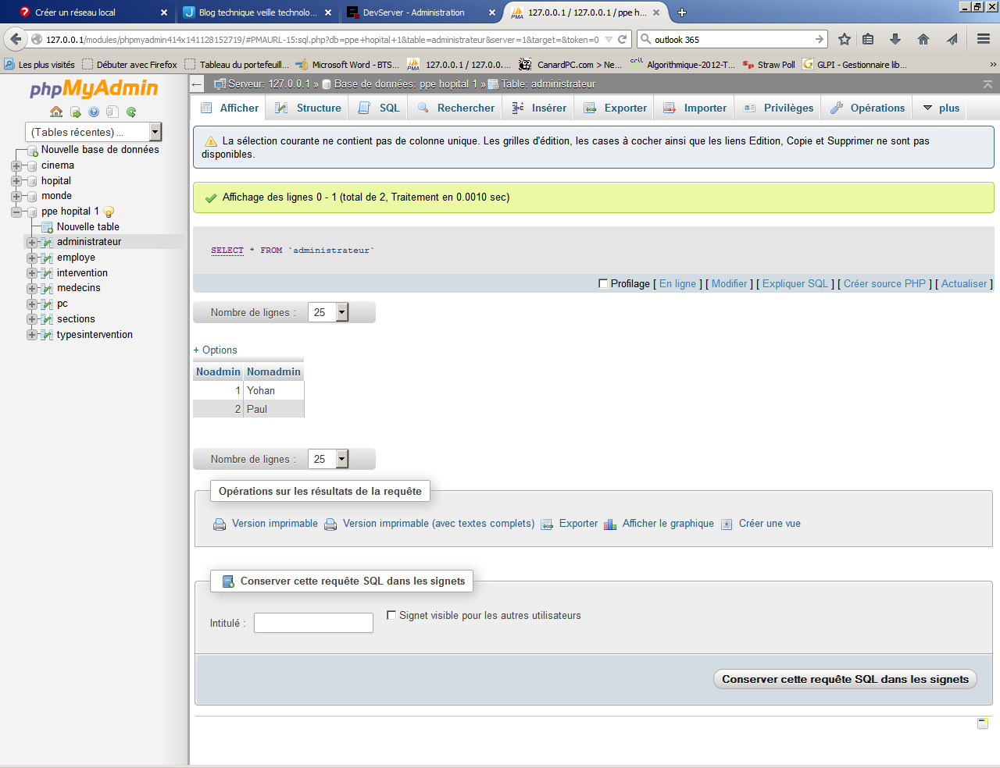 Créer un réseau local
Blog technique veille technolo...
DevServer - Administration
127.0.0.1 / 127.0.0.1 / ppe h...
127.0.0.1/modules/phpmyadmin414x141128152719/#PMAURL-15:sql.php?db=ppe+hopital+1&table=administrateur&server=1&target=&token=0
outlook 365
Les plus visités
Débuter avec Firefox
Tableau du portefeuill...
Microsoft Word - BTS...
127.0.0.1 / 127.0.0....
CanardPC.com > Ne...
Algorithmique-2012-T...
Straw Poll
GLPI - Gestionnaire lib...
phpMyAdmin
Serveur: 127.0.0.1 » Base de données: ppe hopital 1 » Table: administrateur
Afficher
Structure
SQL
Rechercher
Insérer
Exporter
Importer
Privilèges
Opérations
plus
(Tables récentes) ...
Nouvelle base de données
cinema
hopital
monde
ppe hopital 1
Nouvelle table
administrateur
employe
intervention
medecins
pc
sections
typesintervention
La sélection courante ne contient pas de colonne unique. Les grilles d'édition, les cases à cocher ainsi que les liens Edition, Copie et Supprimer ne sont pas
disponibles.
Affichage des lignes 0 - 1 (total de 2, Traitement en 0.0010 sec)
SELECT * FROM `administrateur`
Profilage [ En ligne ] [ Modifier ] [ Expliquer SQL ] [ Créer source PHP ] [ Actualiser ]
Nombre de lignes : 25
+ Options
Noadmin Nomadmin
1 Yohan
2 Paul
Nombre de lignes : 25
Opérations sur les résultats de la requête
Version imprimable
Version imprimable (avec textes complets)
Exporter
Afficher le graphique
Créer une vue
Conserver cette requête SQL dans les signets
Intitulé :
Signet visible pour les autres utilisateurs
Conserver cette requête SQL dans les signets